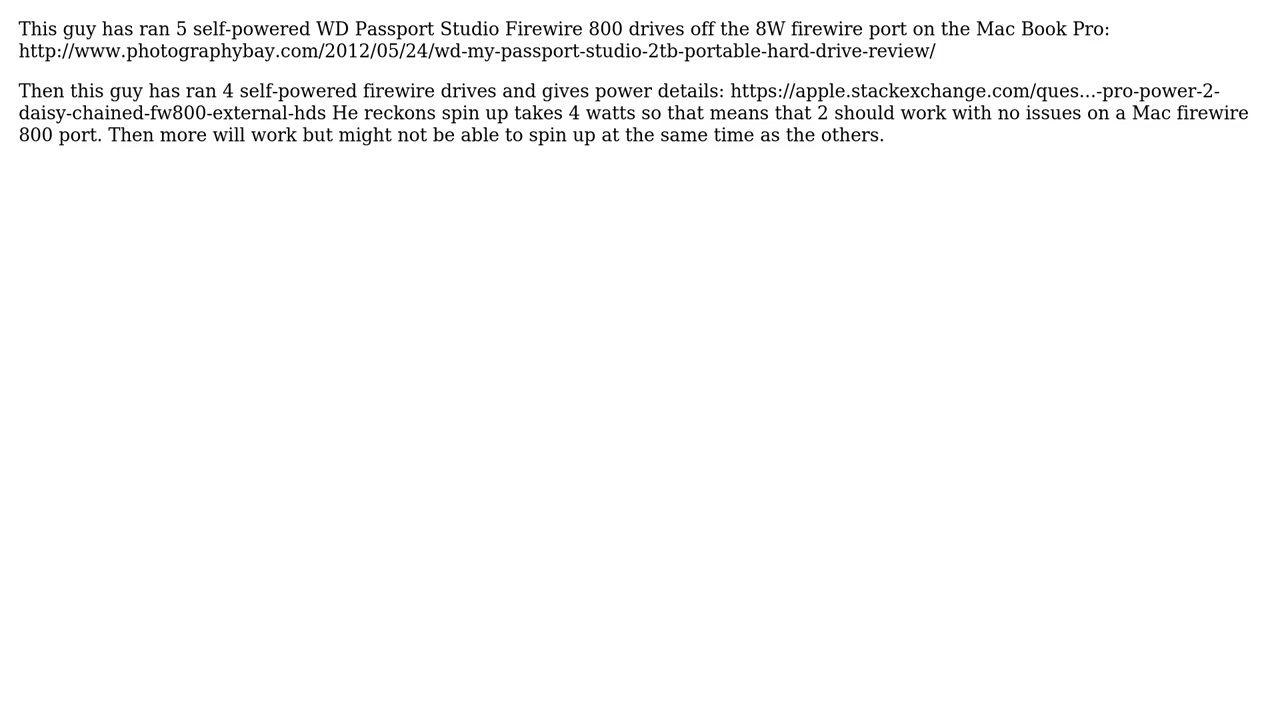 This guy has ran 5 self-powered WD Passport Studio Firewire 800 drives off the 8W firewire port on the Mac Book Pro:
http://www.photographybay.com/2012/05/24/wd-my-passport-studio-2tb-portable-hard-drive-review/
Then this guy has ran 4 self-powered firewire drives and gives power details: https://apple.stackexchange.com/ques...-pro-power-2-
daisy-chained-fw800-external-hds He reckons spin up takes 4 watts so that means that 2 should work with no issues on a Mac firewire
800 port. Then more will work but might not be able to spin up at the same time as the others.